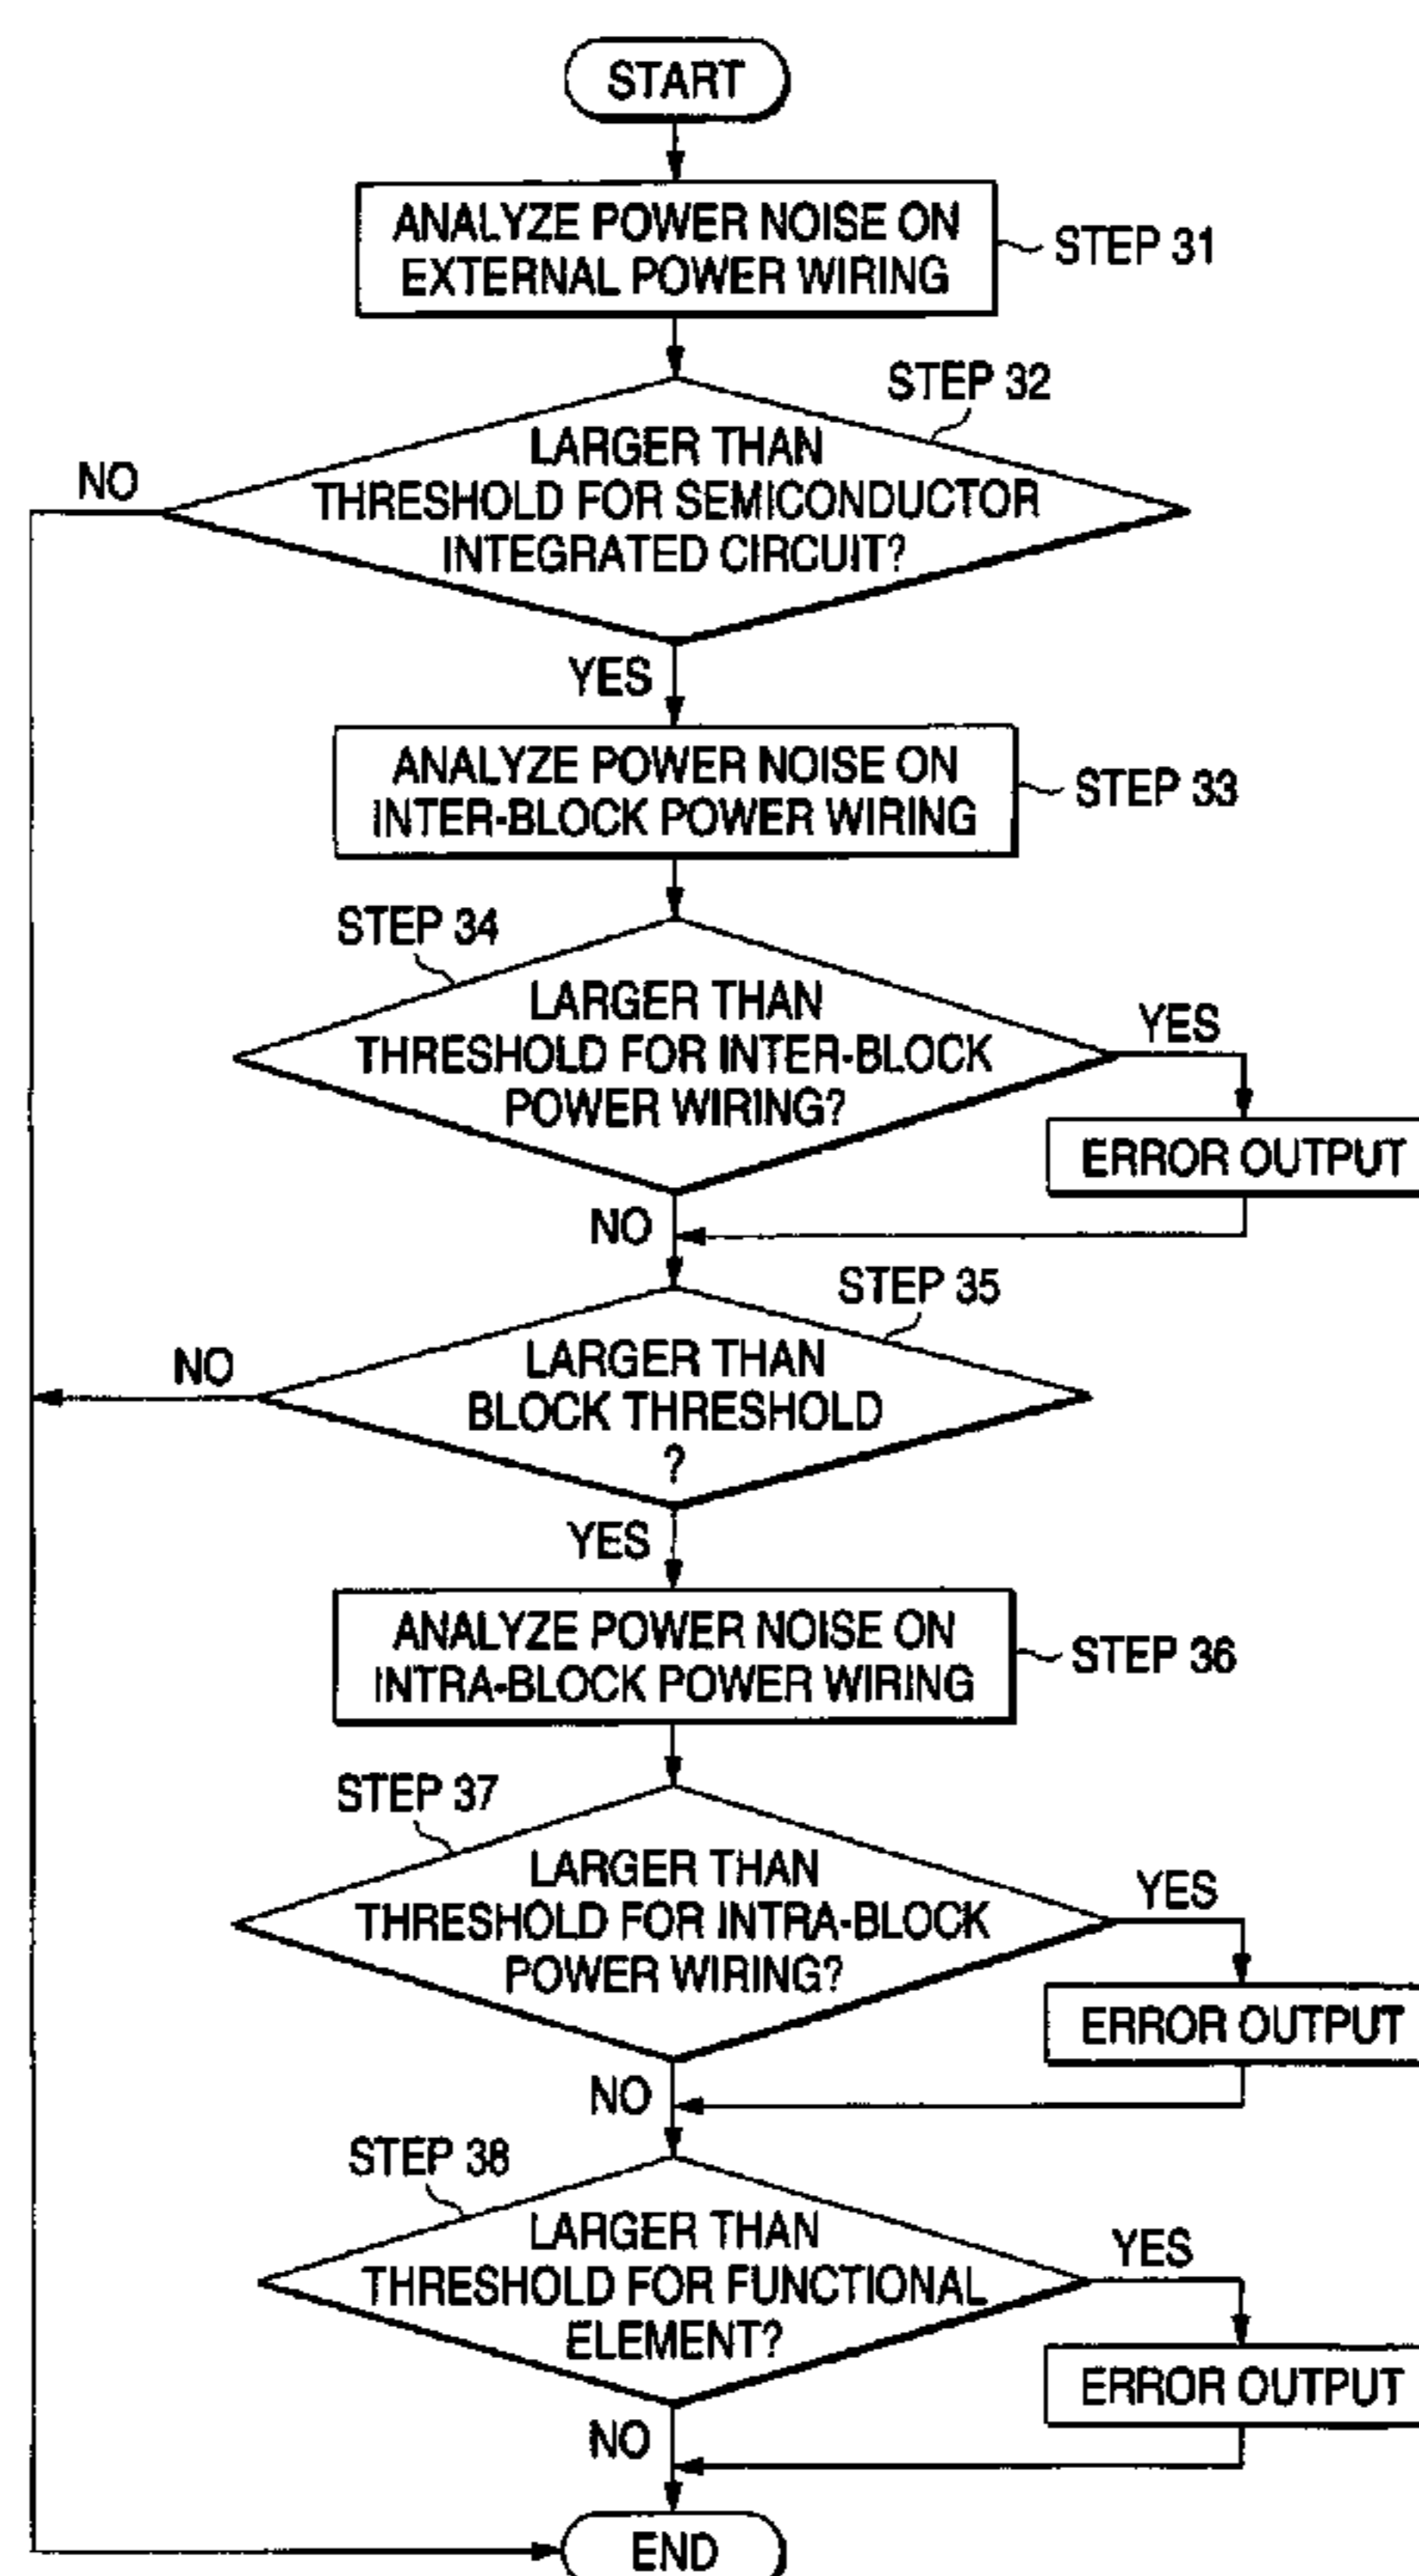 START
ANALYZE POWER NOISE ON
EXTERNAL POWER WIRING
STEP 31
STEP 32
LARGER THAN
THRESHOLD FOR SEMICONDUCTOR
INTEGRATED CIRCUIT?
NO
YES
ANALYZE POWER NOISE ON
INTER-BLOCK POWER WIRING
STEP 33
STEP 34
LARGER THAN
THRESHOLD FOR INTER-BLOCK
POWER WIRING?
YES
ERROR OUTPUT
NO
STEP 35
LARGER THAN
BLOCK THRESHOLD
?
NO
YES
ANALYZE POWER NOISE ON
INTRA-BLOCK POWER WIRING
STEP 36
STEP 37
LARGER THAN
THRESHOLD FOR INTRA-BLOCK
POWER WIRING?
YES
ERROR OUTPUT
NO
STEP 38
LARGER THAN
THRESHOLD FOR FUNCTIONAL
ELEMENT?
YES
ERROR OUTPUT
NO
END